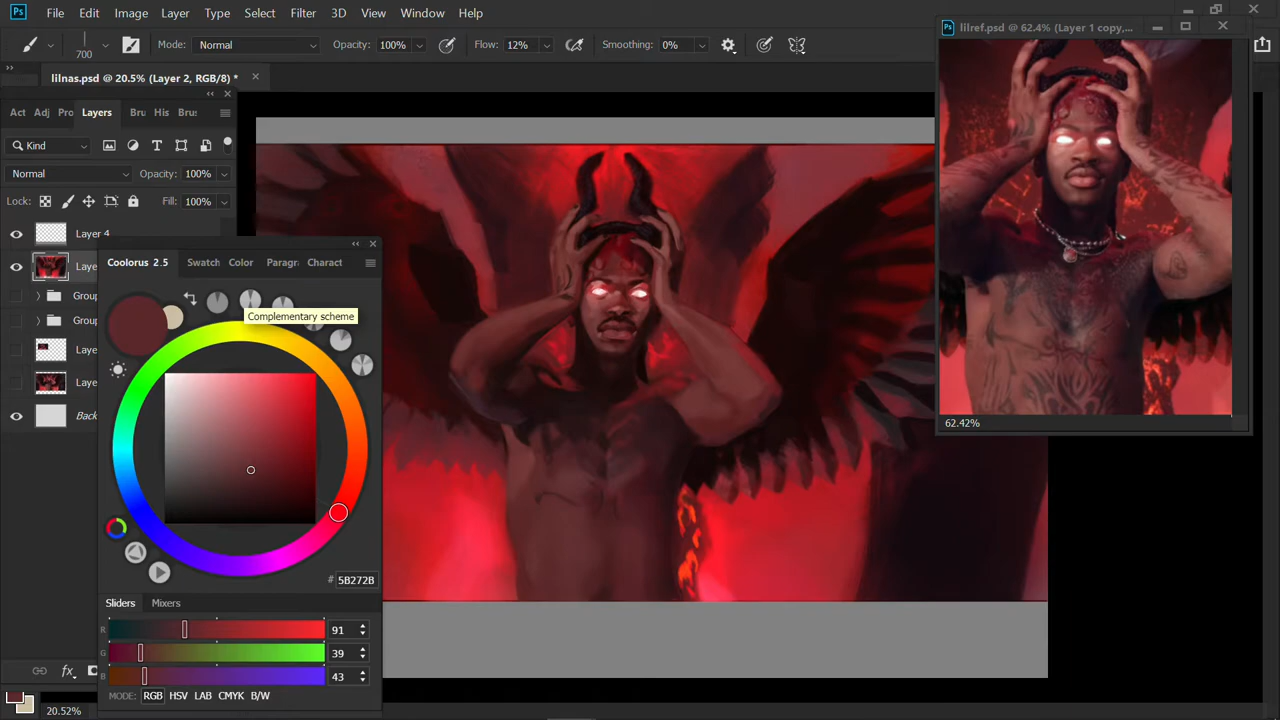 Ps File Edit Image Layer Type Select Filter 3D View Window Help
700 Mode: Normal Opacity: 100% Flow: 12% Smoothing: 0%
lilref.psd @ 62.4% (Layer 1 copy,...
lilnas.psd @ 20.5% (Layer 2, RGB/8) *
Act Adj Pro Layers Bru His Brus
Kind
Normal Opacity: 100%
Lock: Fill: 100%
Layer 4
Laye
Group
Group
Laye
Laye
Back
fx
20.52%
Coolorus 2.5 Swatch Color Paragra Charact
Complementary scheme
# 5B272B
Sliders Mixers
R 91
G 39
B 43
MODE: RGB HSV LAB CMYK B/W
62.42%